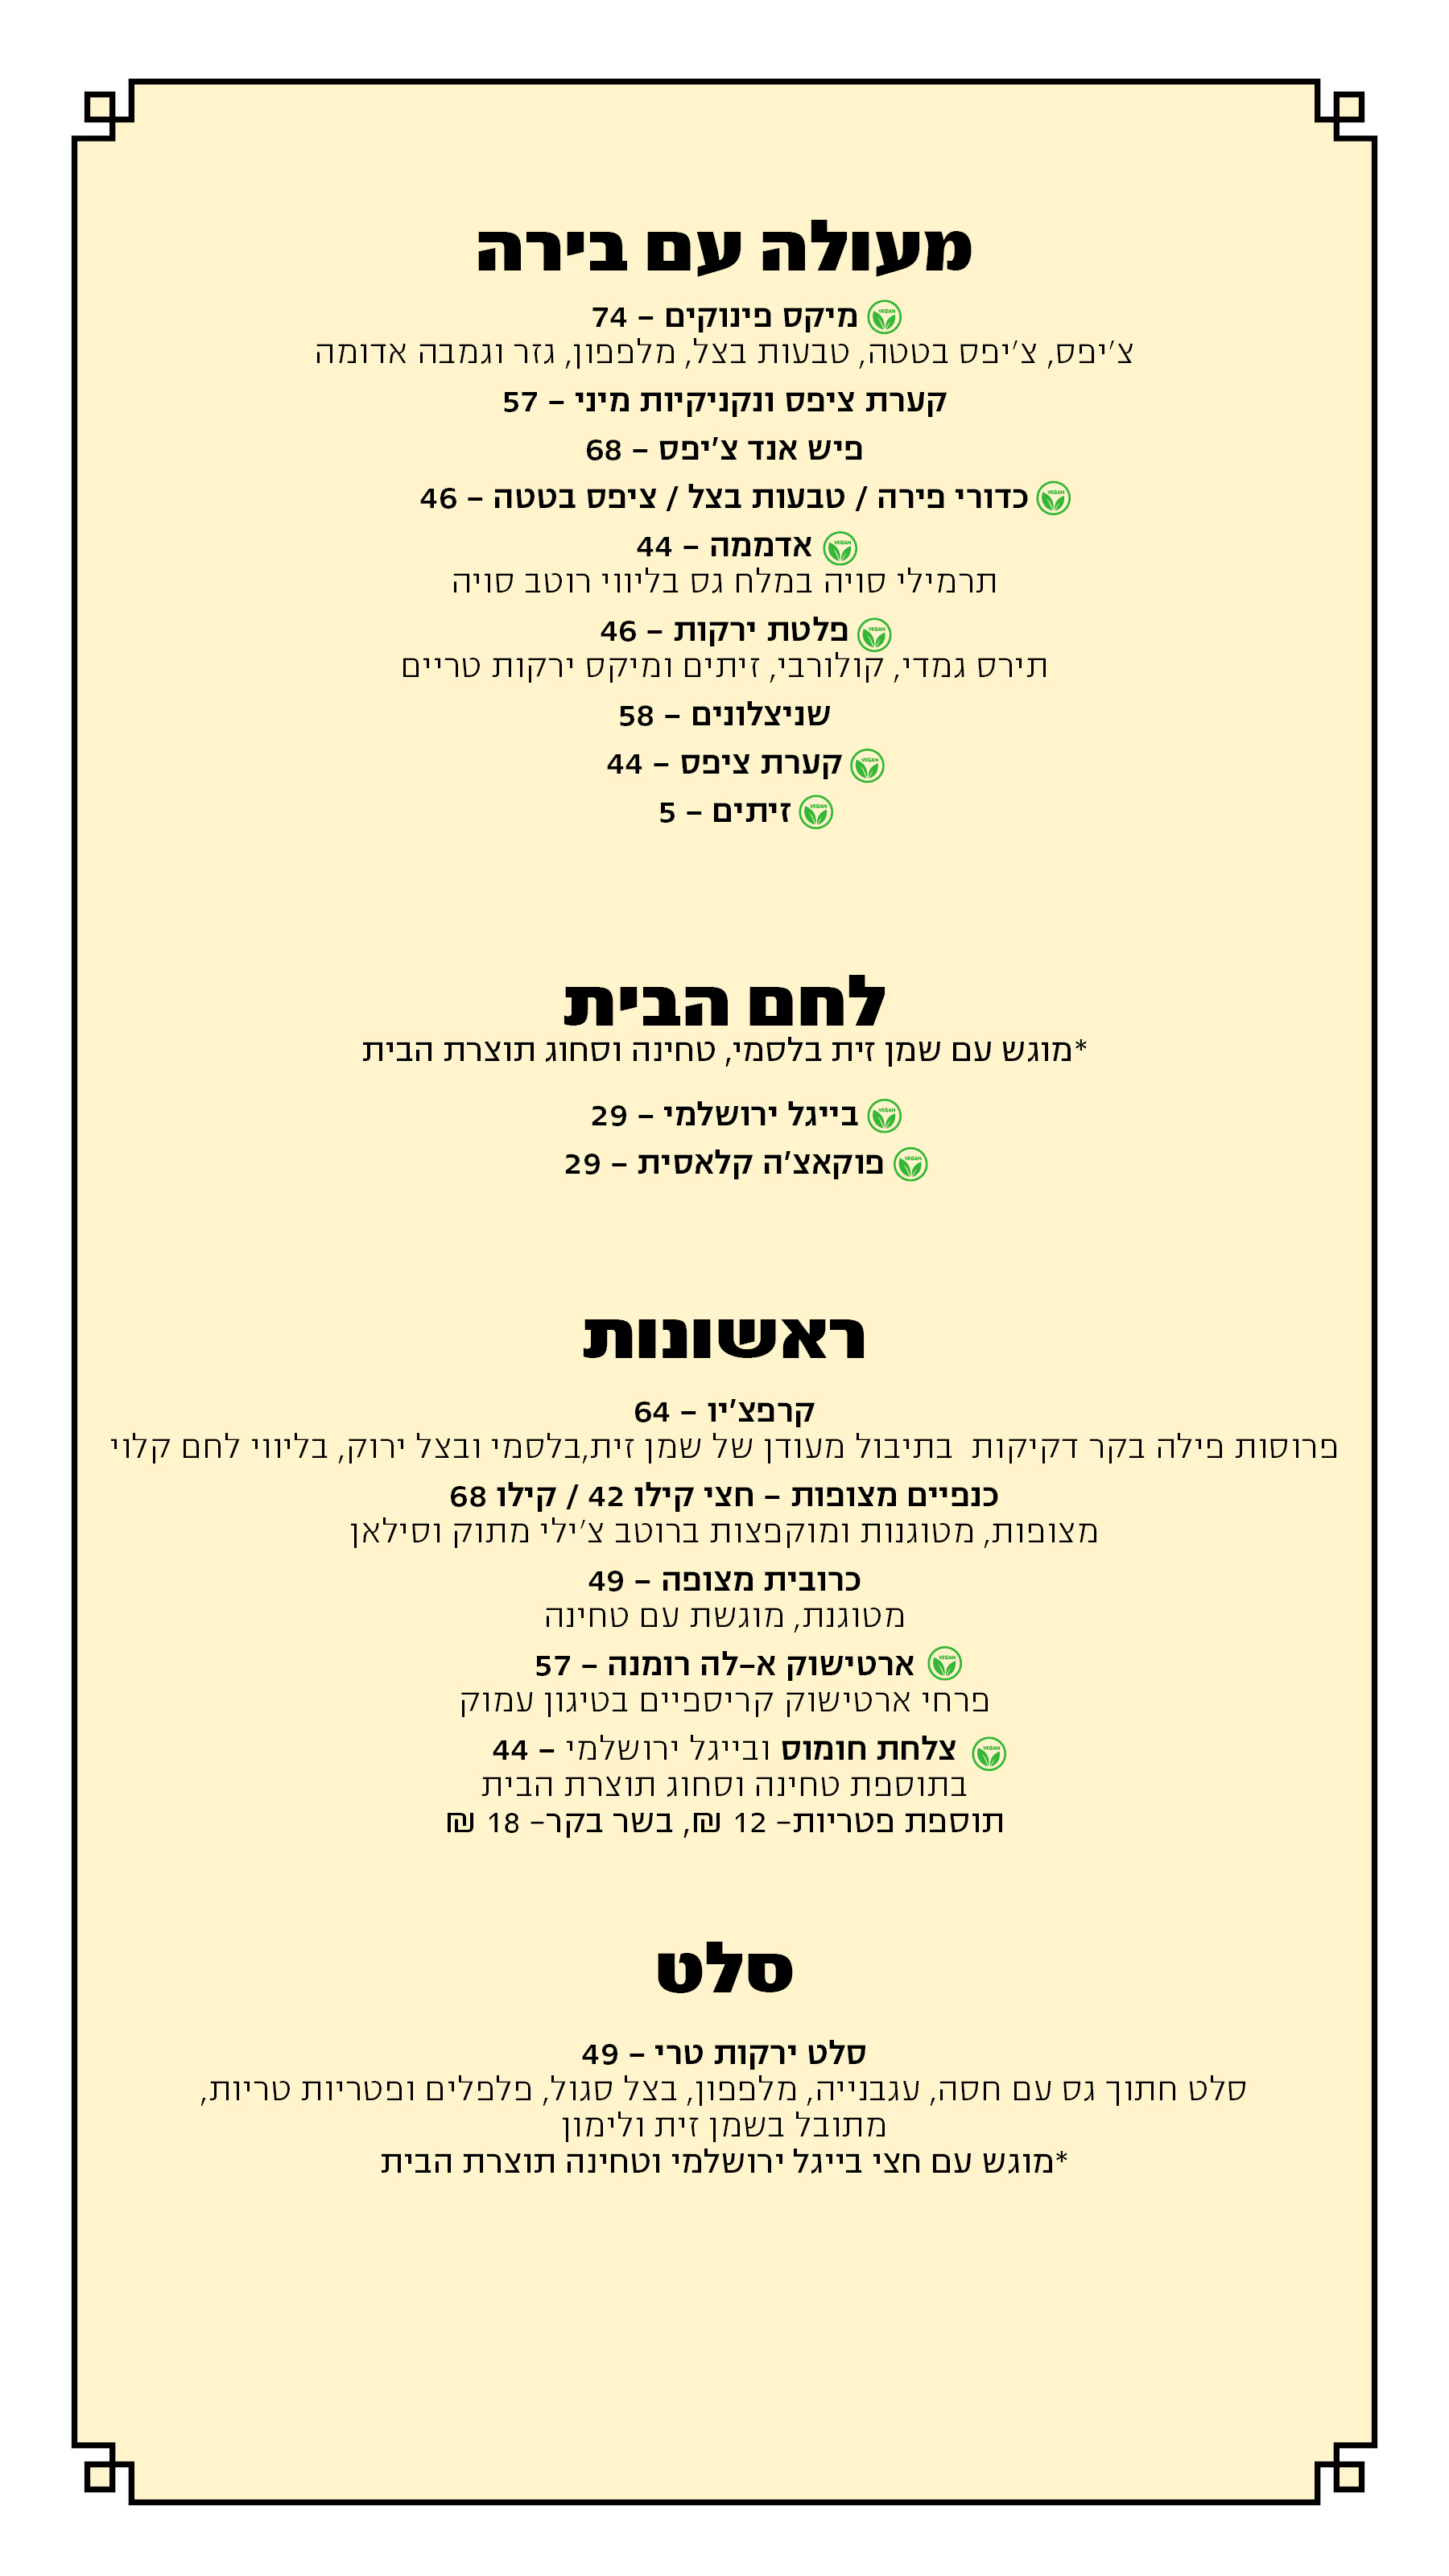 מעולה עם בירה
VEGAN מיקס פינוקים – 74
צ'יפס, צ'יפס בטטה, טבעות בצל, מלפפון, גזר וגמבה אדומה
קערת ציפס ונקניקיות מיני – 57
פיש אנד צ'יפס – 68
VEGAN כדורי פירה / טבעות בצל / ציפס בטטה – 46
VEGAN אדממה – 44
תרמילי סויה במלח גס בליווי רוטב סויה
VEGAN פלטת ירקות – 46
תירס גמדי, קולורבי, זיתים ומיקס ירקות טריים
שניצלונים – 58
VEGAN קערת ציפס – 44
VEGAN זיתים – 5
לחם הבית
*מוגש עם שמן זית בלסמי, טחינה וסחוג תוצרת הבית
VEGAN בייגל ירושלמי – 29
VEGAN פוקאצ'ה קלאסית – 29
ראשונות
קרפצ'יו – 64
פרוסות פילה בקר דקיקות בתיבול מעודן של שמן זית,בלסמי ובצל ירוק, בליווי לחם קלוי
כנפיים מצופות – חצי קילו 42 / קילו 68
מצופות, מטוגנות ומוקפצות ברוטב צ'ילי מתוק וסילאן
כרובית מצופה – 49
מטוגנת, מוגשת עם טחינה
VEGAN ארטישוק א–לה רומנה – 57
פרחי ארטישוק קריספיים בטיגון עמוק
VEGAN צלחת חומוס ובייגל ירושלמי – 44
בתוספת טחינה וסחוג תוצרת הבית
תוספת פטריות– 12 ₪, בשר בקר– 18 ₪
סלט
סלט ירקות טרי – 49
סלט חתוך גס עם חסה, עגבנייה, מלפפון, בצל סגול, פלפלים ופטריות טריות,
מתובל בשמן זית ולימון
*מוגש עם חצי בייגל ירושלמי וטחינה תוצרת הבית